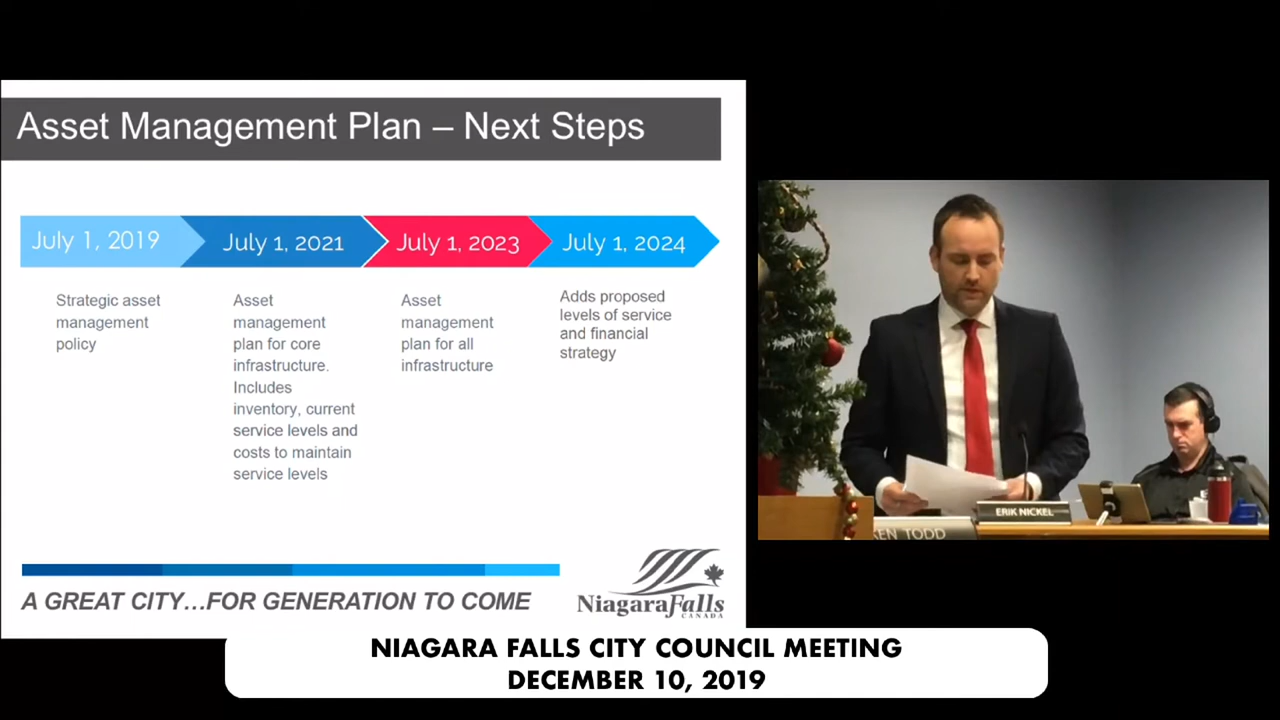 Asset Management Plan – Next Steps
July 1, 2019
July 1, 2021
July 1, 2023
July 1, 2024
Strategic asset
management
policy
Asset
management
plan for core
infrastructure.
Includes
inventory, current
service levels and
costs to maintain
service levels
Asset
management
plan for all
infrastructure
Adds proposed
levels of service
and financial
strategy
A GREAT CITY...FOR GENERATION TO COME
NiagaraFalls
CANADA
ERIK NICKEL
KEN TODD
NIAGARA FALLS CITY COUNCIL MEETING
DECEMBER 10, 2019